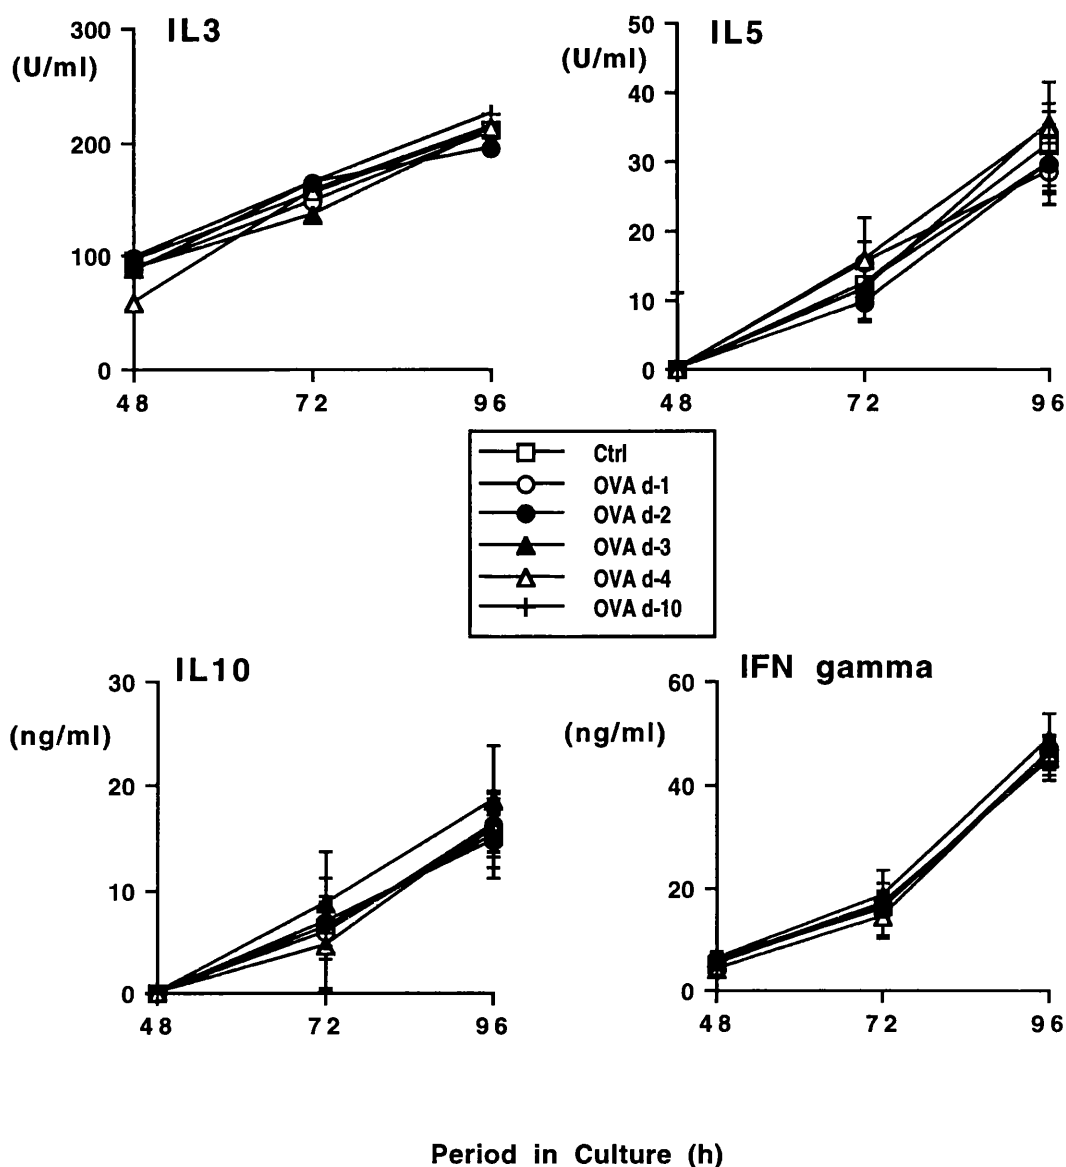 IL3
(U/ml)
300
200
100
0
48 72 96
IL5
(U/ml)
50
40
30
20
10
0
48 72 96
Ctrl
OVA d-1
OVA d-2
OVA d-3
OVA d-4
OVA d-10
IL10
(ng/ml)
30
20
10
0
48 72 96
IFN gamma
(ng/ml)
60
40
20
0
48 72 96
Period in Culture (h)